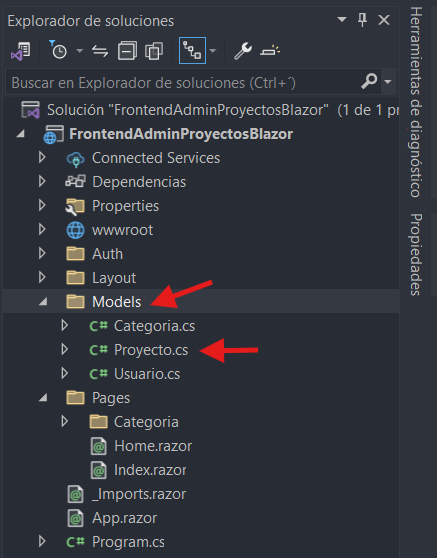 Explorador de soluciones
Buscar en Explorador de soluciones (Ctrl+´)
Solución "FrontendAdminProyectosBlazor" (1 de 1 pr
FrontendAdminProyectosBlazor
Connected Services
Dependencias
Properties
wwwroot
Auth
Layout
Models
C# Categoria.cs
C# Proyecto.cs
C# Usuario.cs
Pages
Categoria
Home.razor
Index.razor
_Imports.razor
App.razor
C# Program.cs
Herramientas de diagnóstico
Propiedades